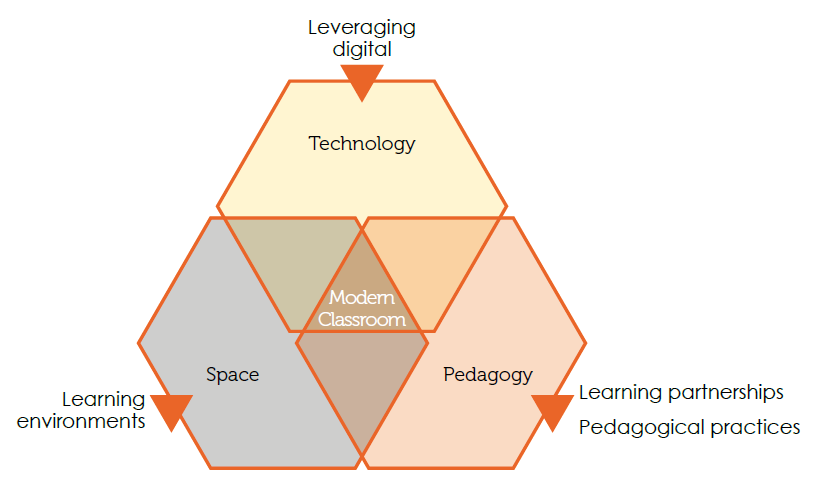 Leveraging
digital
Technology
Modern
Classroom
Space
Pedagogy
Learning
environments
Learning partnerships
Pedagogical practices